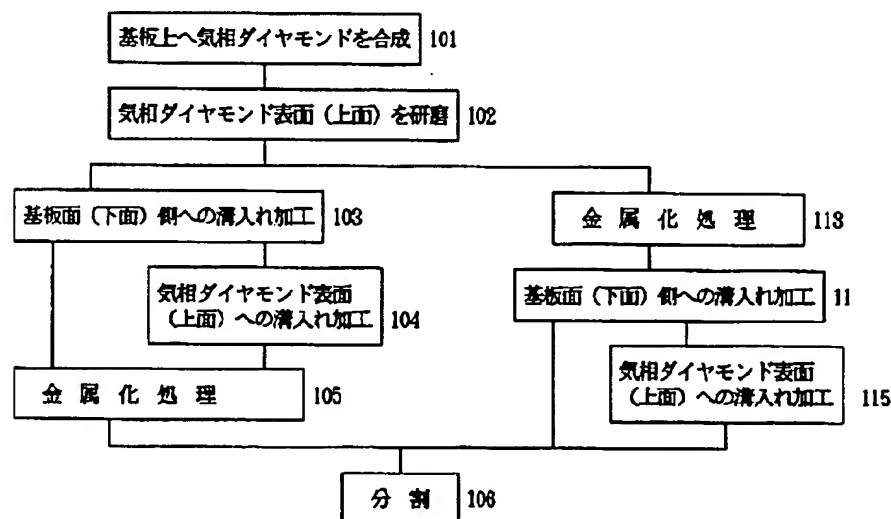 基板上へ気相ダイヤモンドを合成 101
気相ダイヤモンド表面（上面）を研磨 102
基板面（下面）側への溝入れ加工 103
金属化処理 113
気相ダイヤモンド表面
（上面）への溝入れ加工 104
基板面（下面）側への溝入れ加工 11
金属化処理 105
気相ダイヤモンド表面
（上面）への溝入れ加工 115
分割 106